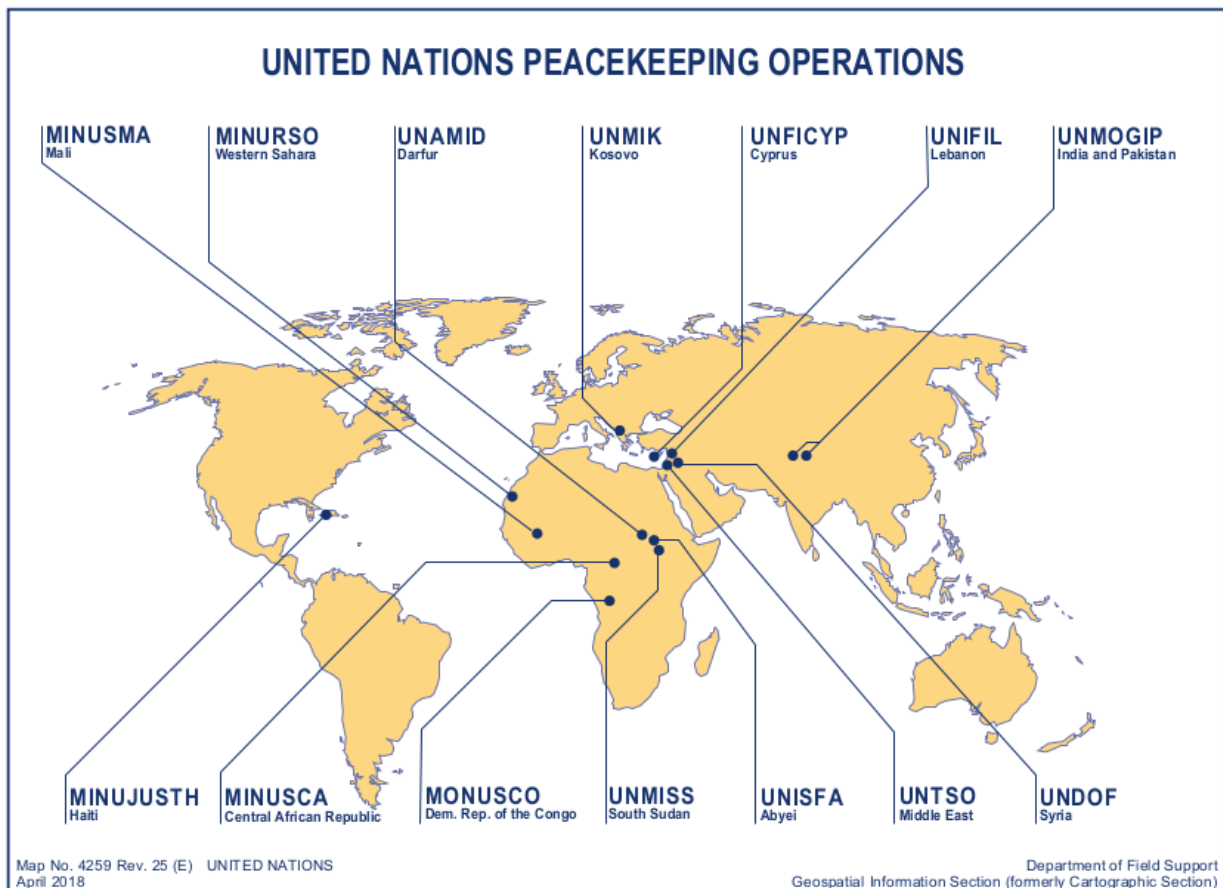 UNITED NATIONS PEACEKEEPING OPERATIONS
MINUSMA
Mali
MINURSO
Western Sahara
UNAMID
Darfur
UNMIK
Kosovo
UNFICYP
Cyprus
UNIFIL
Lebanon
UNMOGIP
India and Pakistan
MINUJUSTH
Haiti
MINUSCA
Central African Republic
MONUSCO
Dem. Rep. of the Congo
UNMISS
South Sudan
UNISFA
Abyei
UNTSO
Middle East
UNDOF
Syria
Map No. 4259 Rev. 25 (E) UNITED NATIONS
April 2018
Department of Field Support
Geospatial Information Section (formerly Cartographic Section)